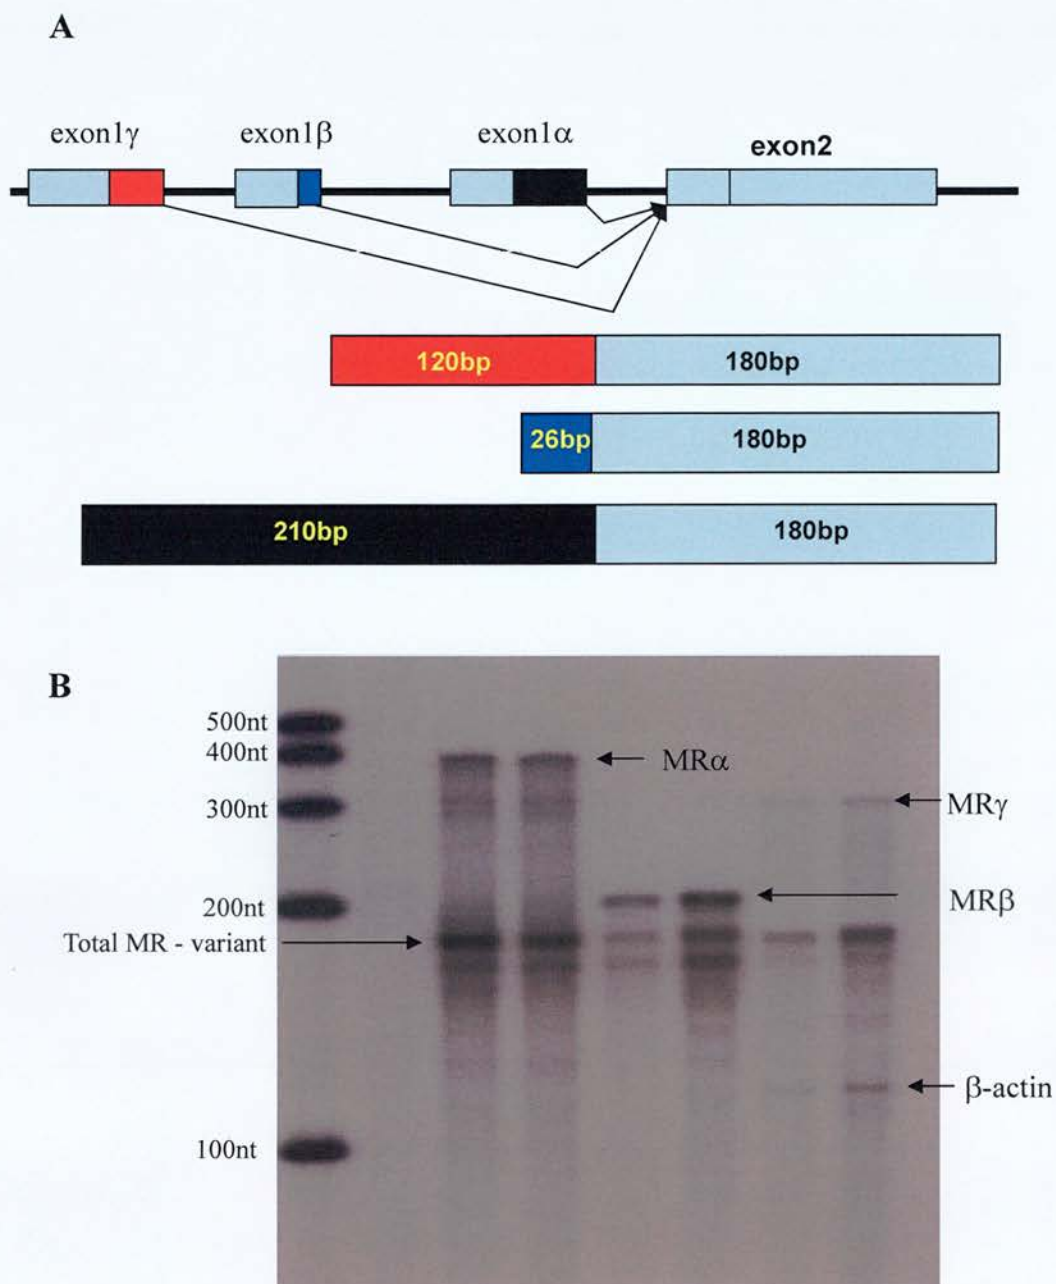 A
exon1γ exon1β exon1α exon2
120bp 180bp
26bp 180bp
210bp 180bp
B
500nt
400nt
MRα
300nt
MRγ
200nt
MRβ
Total MR - variant
β-actin
100nt